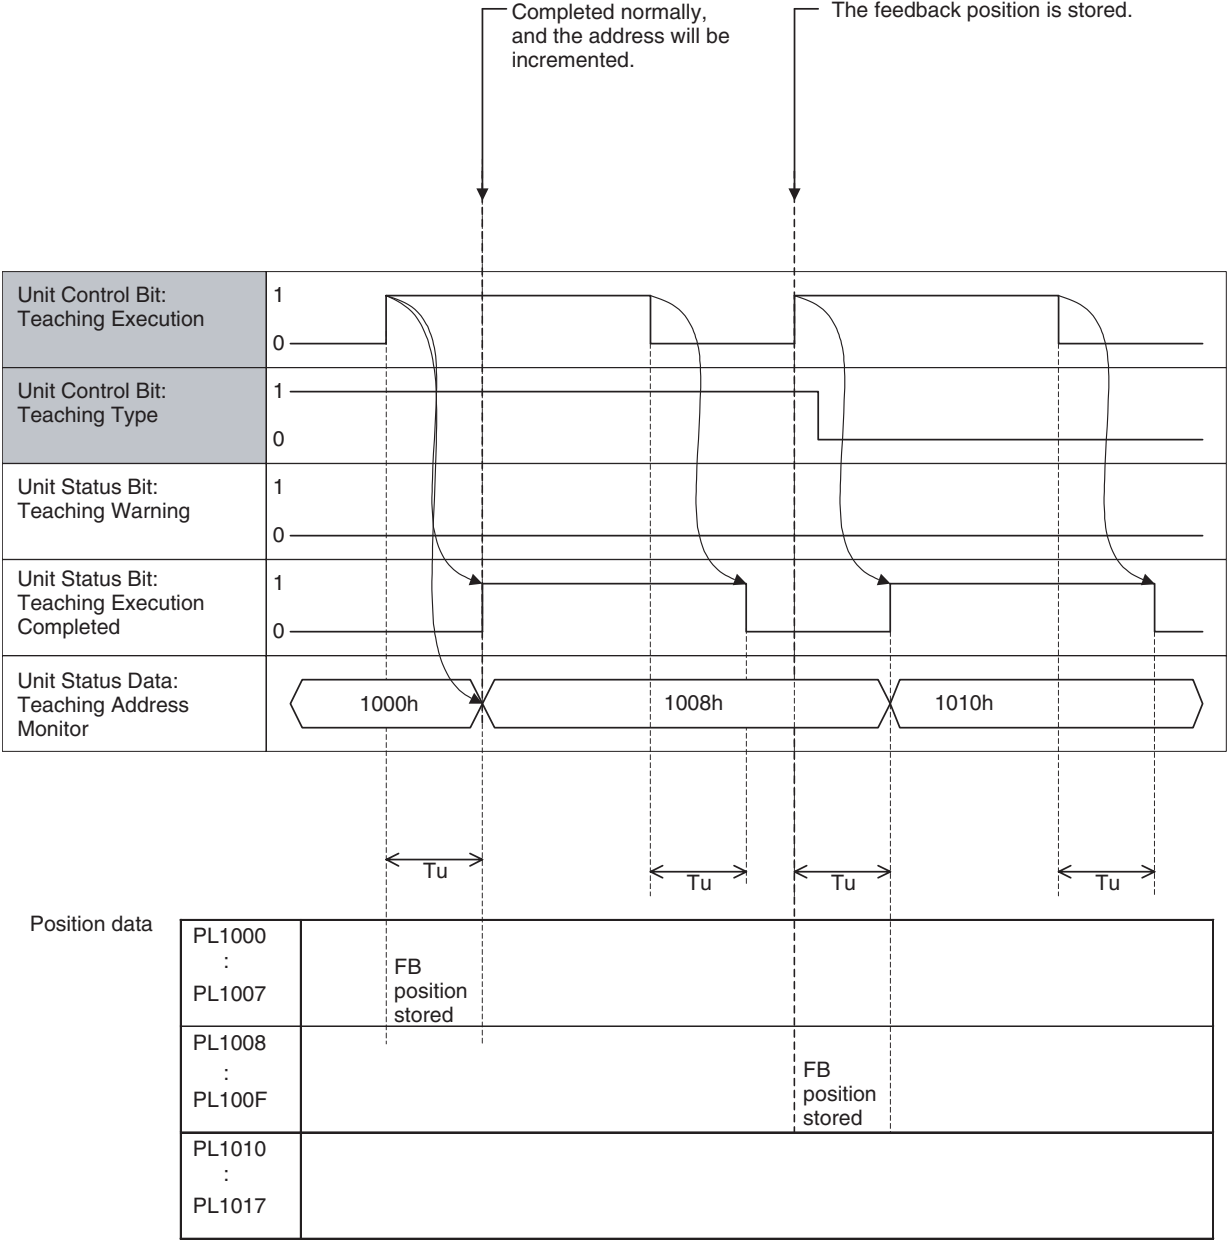 Completed normally,
and the address will be
incremented.
The feedback position is stored.
Unit Control Bit:
Teaching Execution
1
0
Unit Control Bit:
Teaching Type
1
0
Unit Status Bit:
Teaching Warning
1
0
Unit Status Bit:
Teaching Execution
Completed
1
0
Unit Status Data:
Teaching Address
Monitor
1000h
1008h
1010h
Tu
Tu
Tu
Tu
Position data
PL1000
:
PL1007
FB
position
stored
PL1008
:
PL100F
FB
position
stored
PL1010
:
PL1017